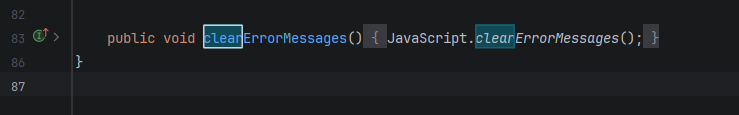 82
83 public void clearErrorMessages() { JavaScript.clearErrorMessages(); }
86 }
87